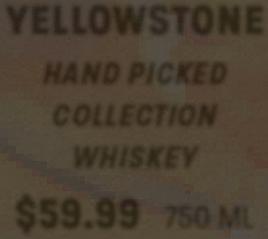 YELLOWSTONE
HAND PICKED
COLLECTION
WHISKEY
$59.99 750 ML